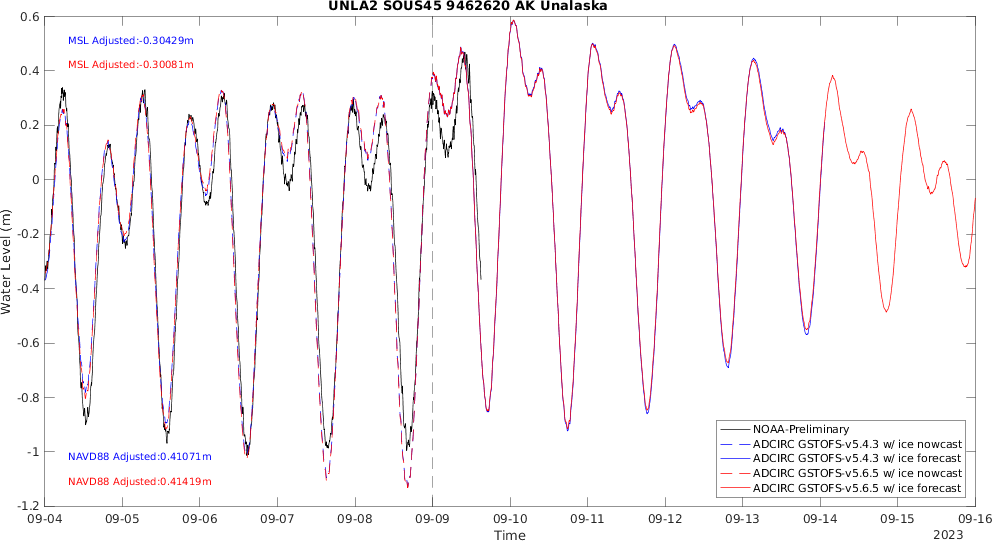 UNLA2 SOUS45 9462620 AK Unalaska
0.6
0.4
0.2
0
-0.2
-0.4
-0.6
-0.8
-1
-1.2
Water Level (m)
MSL Adjusted:-0.30429m
MSL Adjusted:-0.30081m
NAVD88 Adjusted:0.41071m
NAVD88 Adjusted:0.41419m
NOAA-Preliminary
ADCIRC GSTOFS-v5.4.3 w/ ice nowcast
ADCIRC GSTOFS-v5.4.3 w/ ice forecast
ADCIRC GSTOFS-v5.6.5 w/ ice nowcast
ADCIRC GSTOFS-v5.6.5 w/ ice forecast
09-04 09-05 09-06 09-07 09-08 09-09 09-10 09-11 09-12 09-13 09-14 09-15 09-16
Time
2023